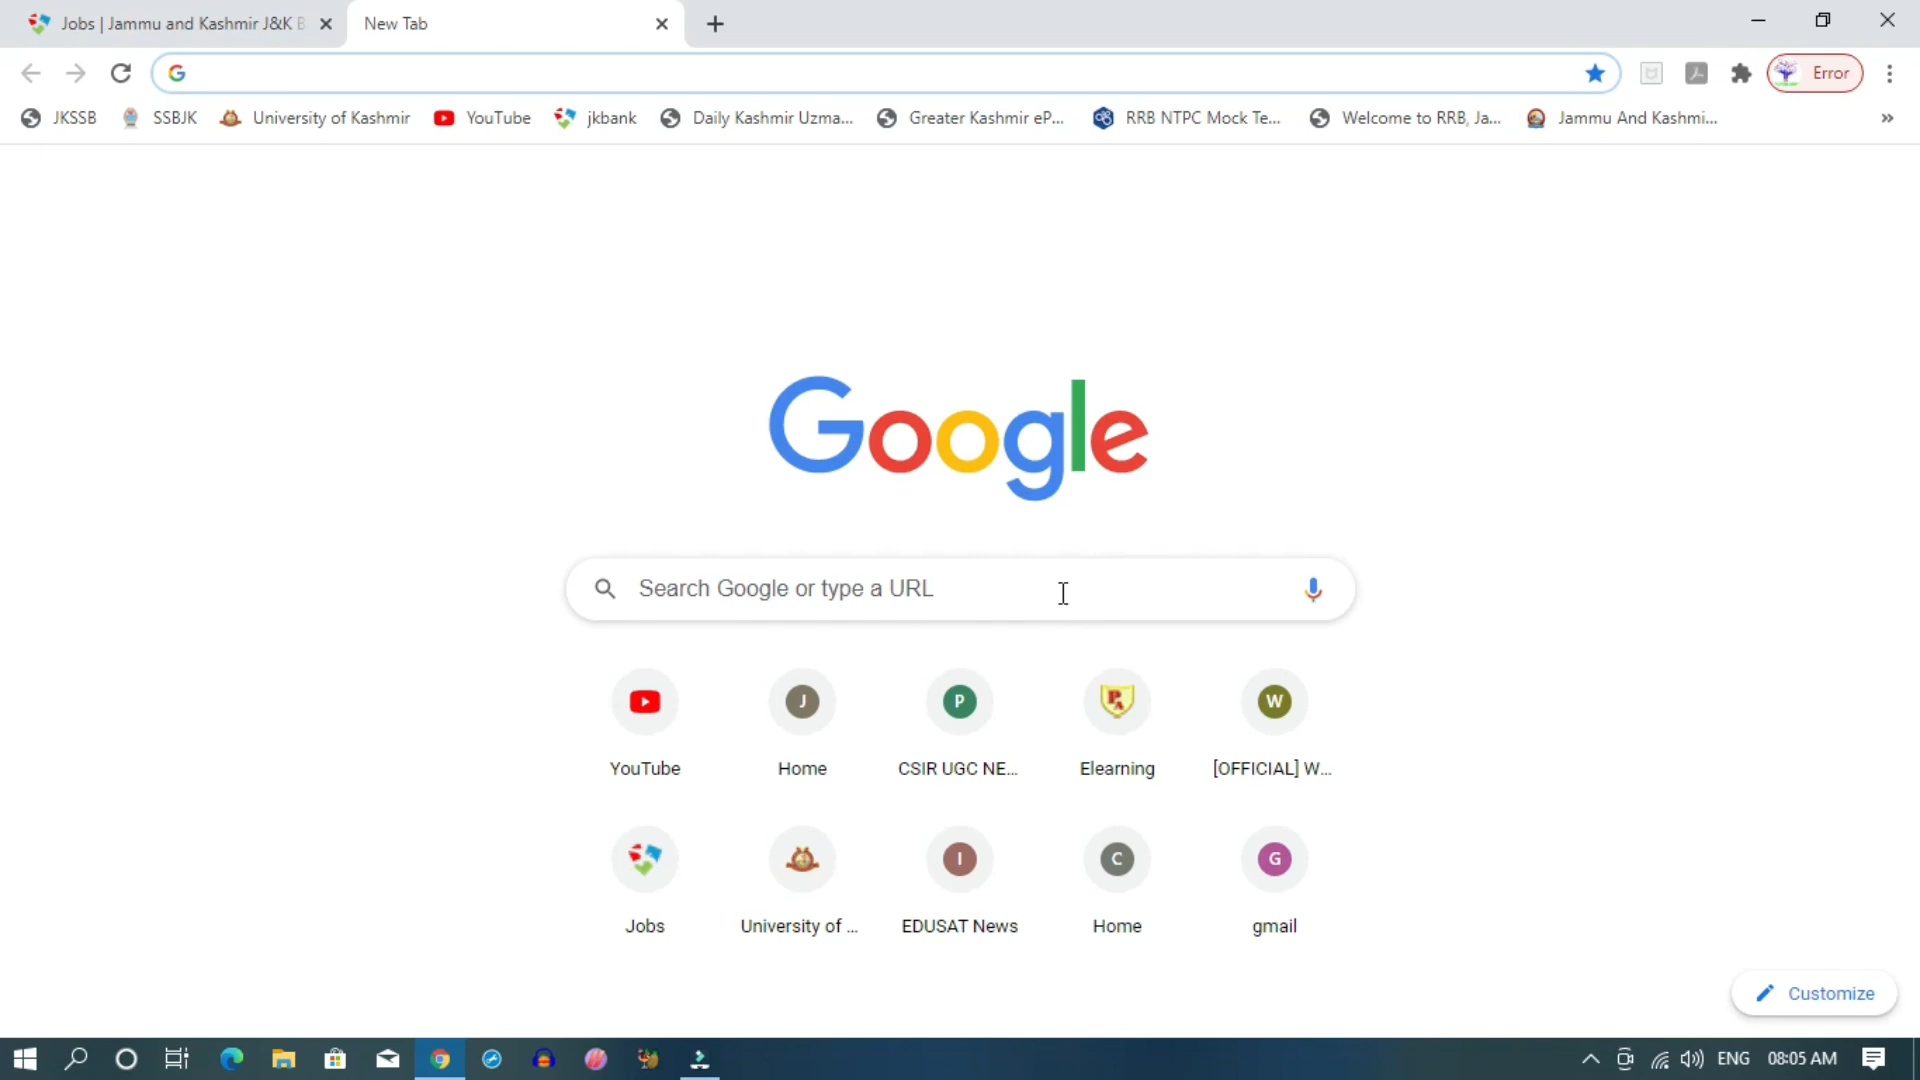 Jobs | Jammu and Kashmir J&K B
New Tab
Error
JKSSB SSBJK University of Kashmir YouTube jkbank Daily Kashmir Uzma... Greater Kashmir eP... RRB NTPC Mock Te... Welcome to RRB, Ja... Jammu And Kashmi... »
Google
Search Google or type a URL
J P W
YouTube Home CSIR UGC NE... Elearning [OFFICIAL] W...
I C G
Jobs University of ... EDUSAT News Home gmail
Customize
ENG 08:05 AM